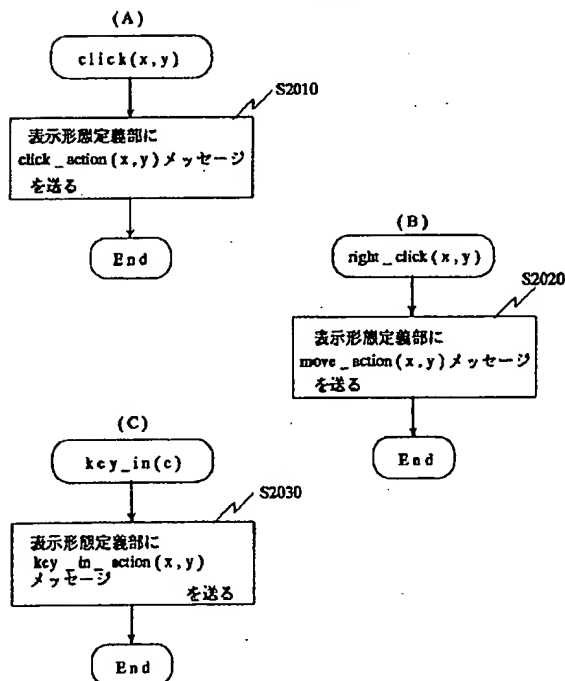 (A)
click(x,y)
S2010
表示形態定義部に
click_action(x,y)メッセージ
を送る
End
(B)
right_click(x,y)
S2020
表示形態定義部に
move_action(x,y)メッセージ
を送る
End
(C)
key_in(c)
S2030
表示形態定義部に
key_in_action(x,y)
メッセージ
を送る
End